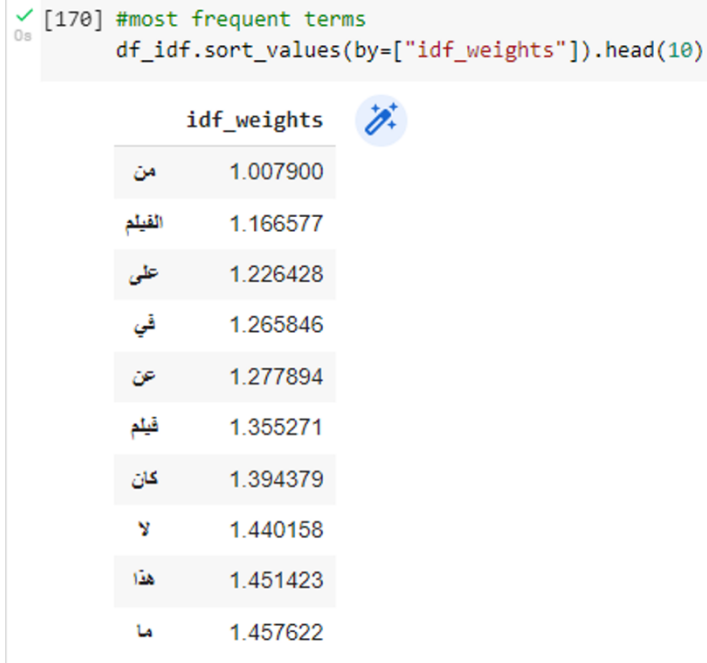 [170] #most frequent terms
0s df_idf.sort_values(by=["idf_weights"]).head(10)
idf_weights
من 1.007900
الفيلم 1.166577
على 1.226428
في 1.265846
عن 1.277894
فيلم 1.355271
كان 1.394379
لا 1.440158
هذا 1.451423
ما 1.457622